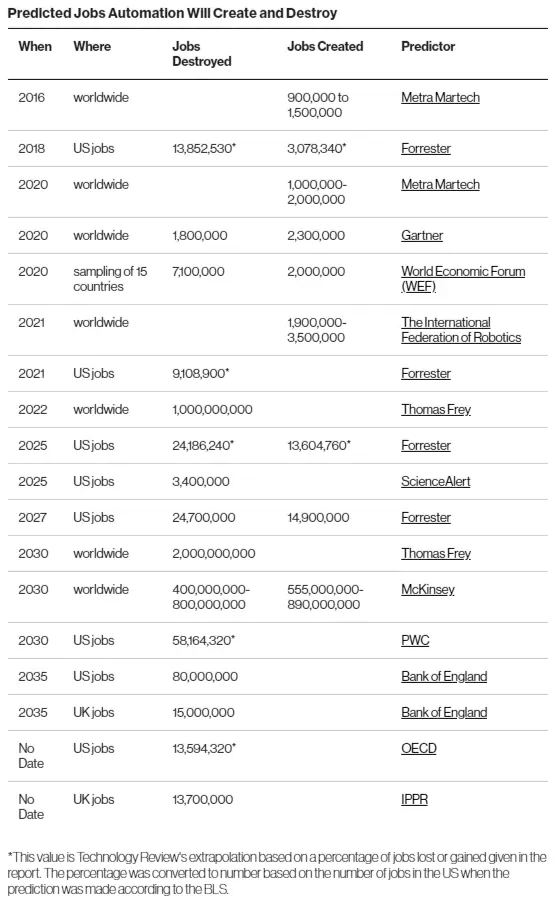 Predicted Jobs Automation Will Create and Destroy
When Where Jobs Destroyed Jobs Created Predictor
2016 worldwide 900,000 to 1,500,000 Metra Martech
2018 US jobs 13,852,530* 3,078,340* Forrester
2020 worldwide 1,000,000-2,000,000 Metra Martech
2020 worldwide 1,800,000 2,300,000 Gartner
2020 sampling of 15 countries 7,100,000 2,000,000 World Economic Forum (WEF)
2021 worldwide 1,900,000-3,500,000 The International Federation of Robotics
2021 US jobs 9,108,900* Forrester
2022 worldwide 1,000,000,000 Thomas Frey
2025 US jobs 24,186,240* 13,604,760* Forrester
2025 US jobs 3,400,000 ScienceAlert
2027 US jobs 24,700,000 14,900,000 Forrester
2030 worldwide 2,000,000,000 Thomas Frey
2030 worldwide 400,000,000-800,000,000 555,000,000-890,000,000 McKinsey
2030 US jobs 58,164,320* PWC
2035 US jobs 80,000,000 Bank of England
2035 UK jobs 15,000,000 Bank of England
No Date US jobs 13,594,320* OECD
No Date UK jobs 13,700,000 IPPR
*This value is Technology Review's extrapolation based on a percentage of jobs lost or gained given in the
report. The percentage was converted to number based on the number of jobs in the US when the
prediction was made according to the BLS.